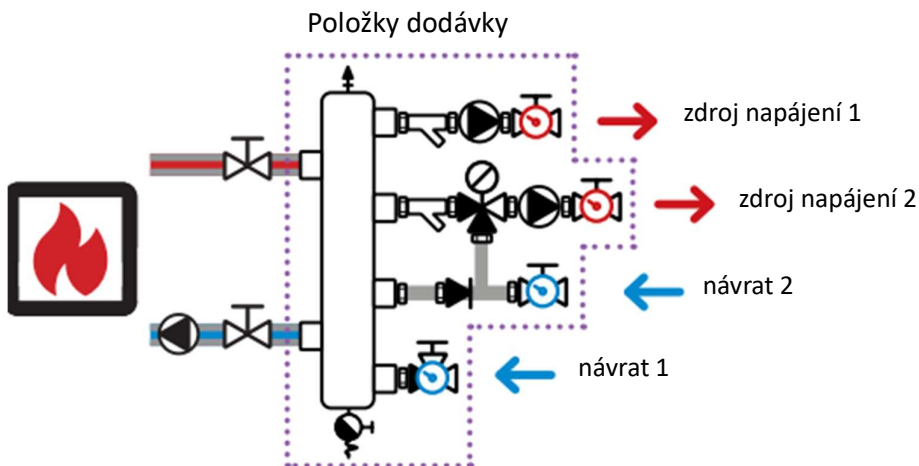 Položky dodávky
zdroj napájení 1
zdroj napájení 2
návrat 2
návrat 1